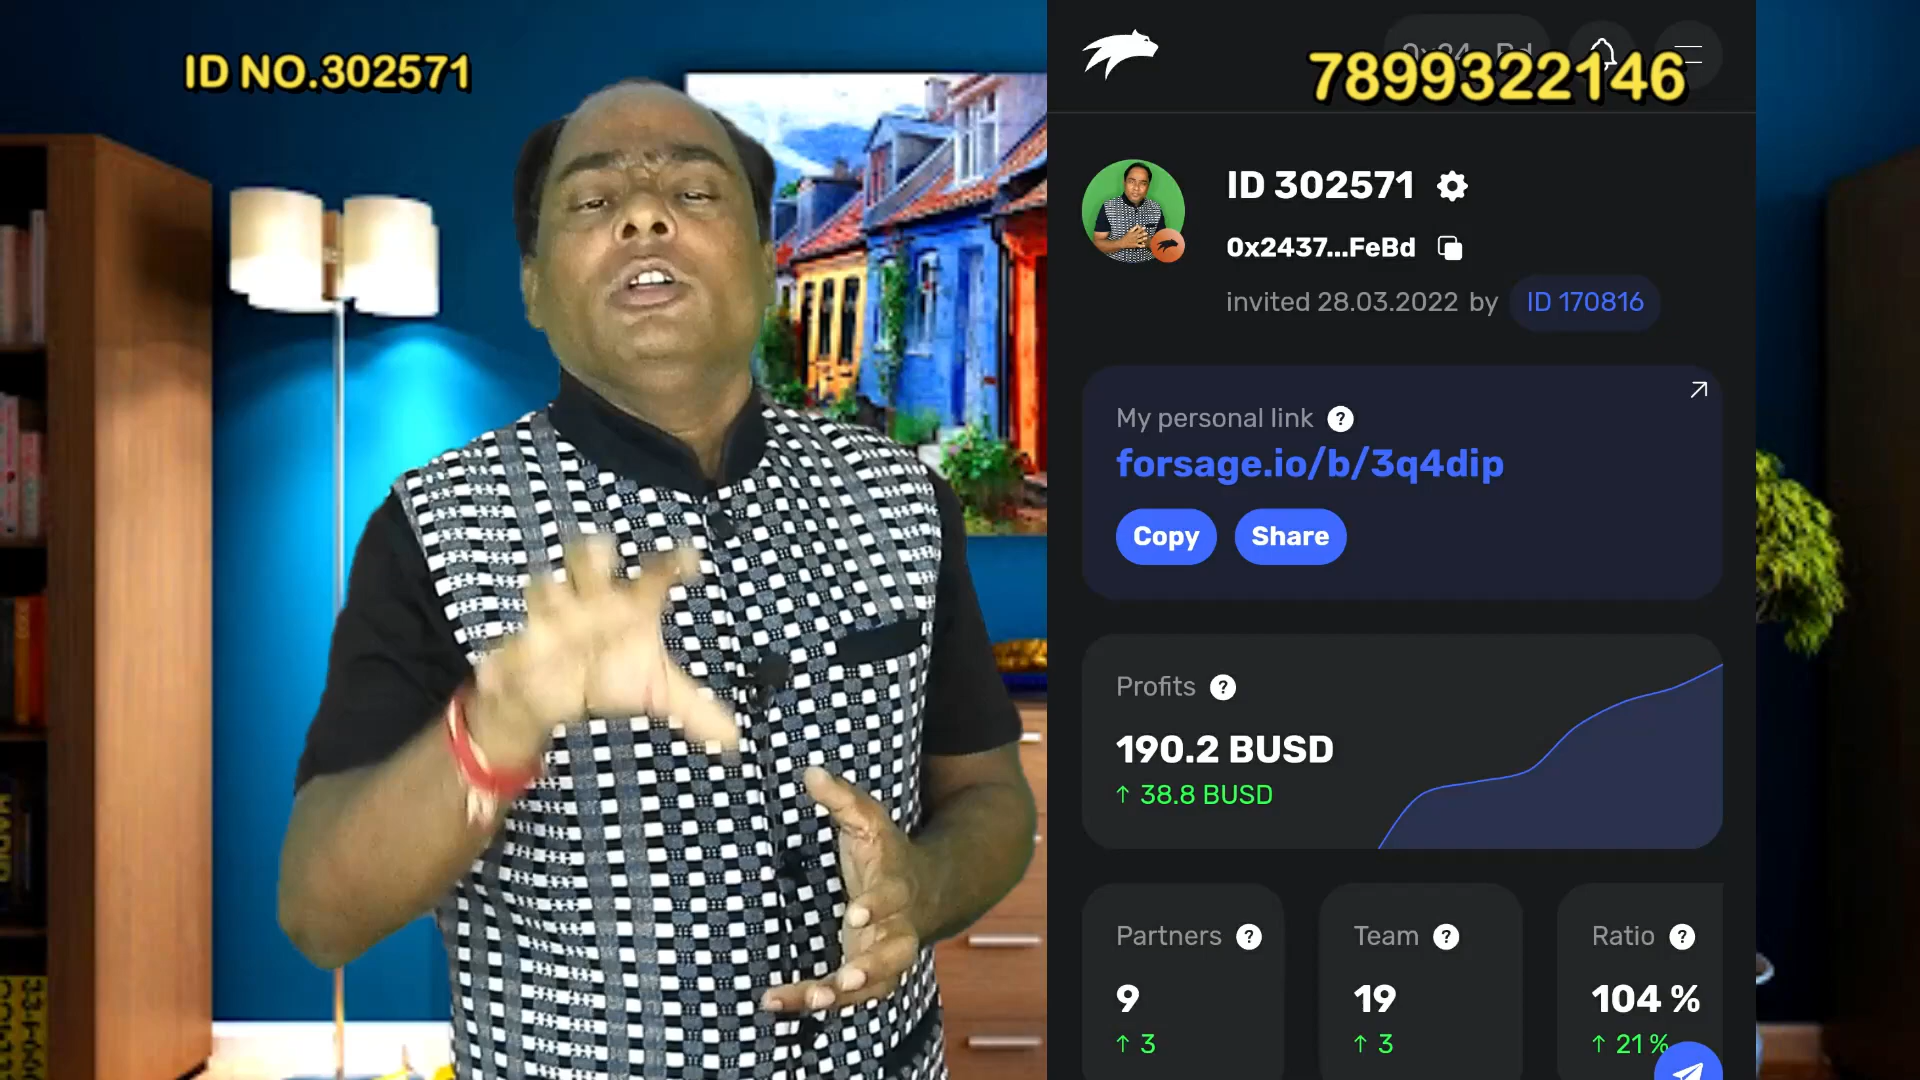 ID NO.302571
7899322146
ID 302571
0x2437...FeBd
invited 28.03.2022 by ID 170816
My personal link ?
forsage.io/b/3q4dip
Copy Share
Profits ?
190.2 BUSD
↑ 38.8 BUSD
Partners ? Team ? Ratio ?
9 19 104 %
↑ 3 ↑ 3 ↑ 21 %